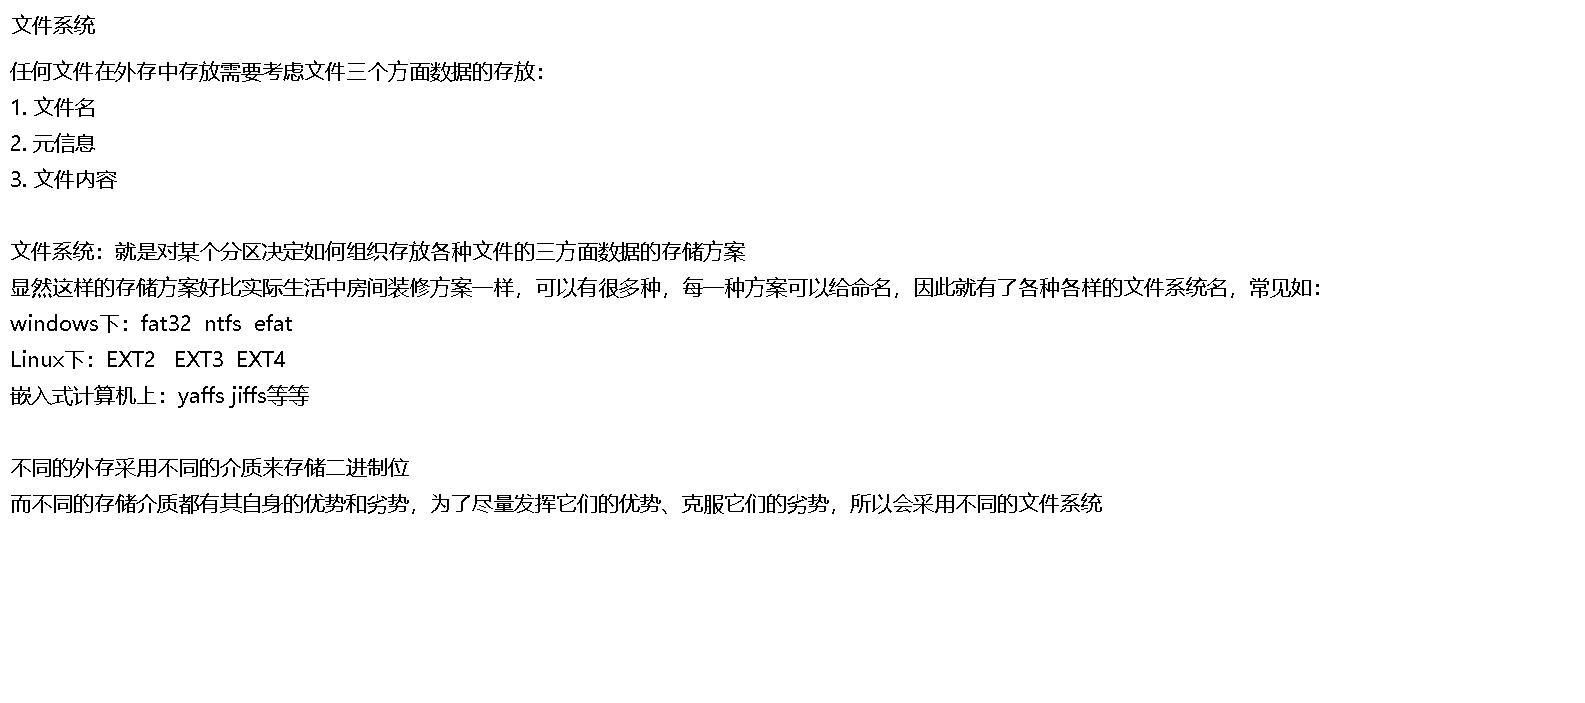 文件系统
任何文件在外存中存放需要考虑文件三个方面数据的存放：
1. 文件名
2. 元信息
3. 文件内容
文件系统：就是对某个分区决定如何组织存放各种文件的三方面数据的存储方案
显然这样的存储方案好比实际生活中房间装修方案一样，可以有很多种，每一种方案可以给命名，因此就有了各种各样的文件系统名，常见如：
windows下：fat32  ntfs  efat
Linux下：EXT2   EXT3  EXT4
嵌入式计算机上：yaffs jiffs等等
不同的外存采用不同的介质来存储二进制位
而不同的存储介质都有其自身的优势和劣势，为了尽量发挥它们的优势、克服它们的劣势，所以会采用不同的文件系统